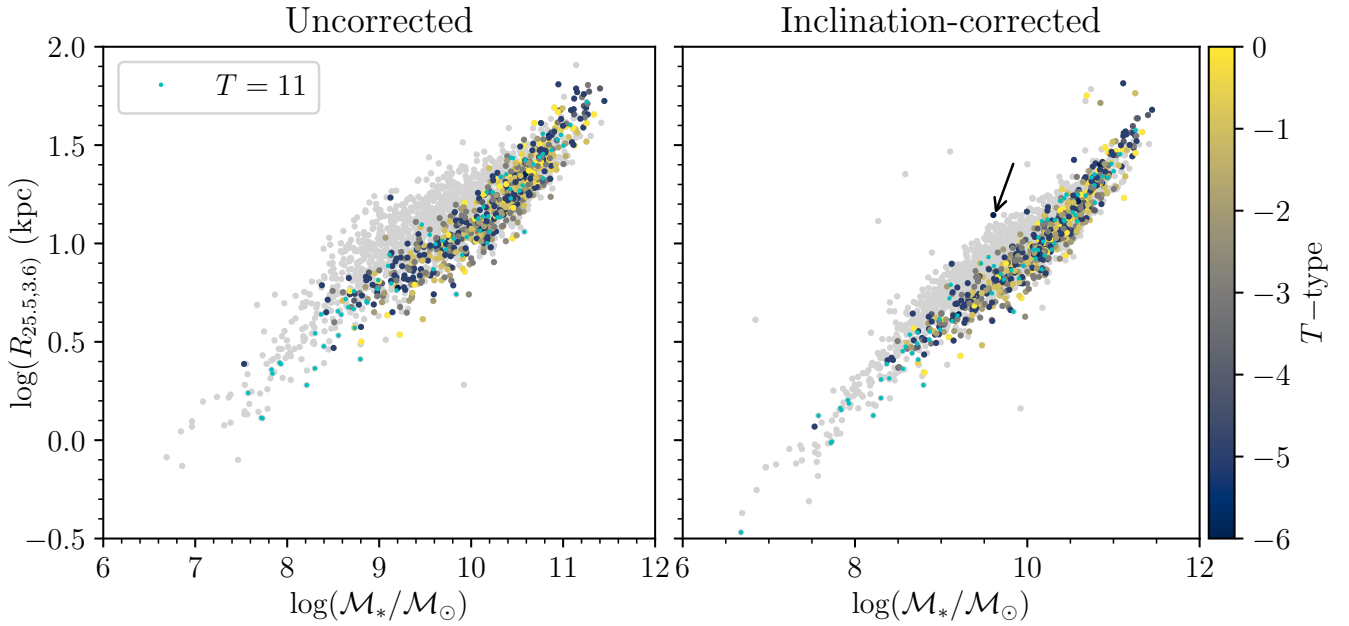 Uncorrected
Inclination-corrected
2.0
1.5
1.0
0.5
0.0
−0.5
log(R25.5,3.6) (kpc)
T = 11
6 7 8 9 10 11 12
6 8 10 12
log(ℳ*/ℳ⊙)
log(ℳ*/ℳ⊙)
0
−1
−2
−3
−4
−5
−6
T−type